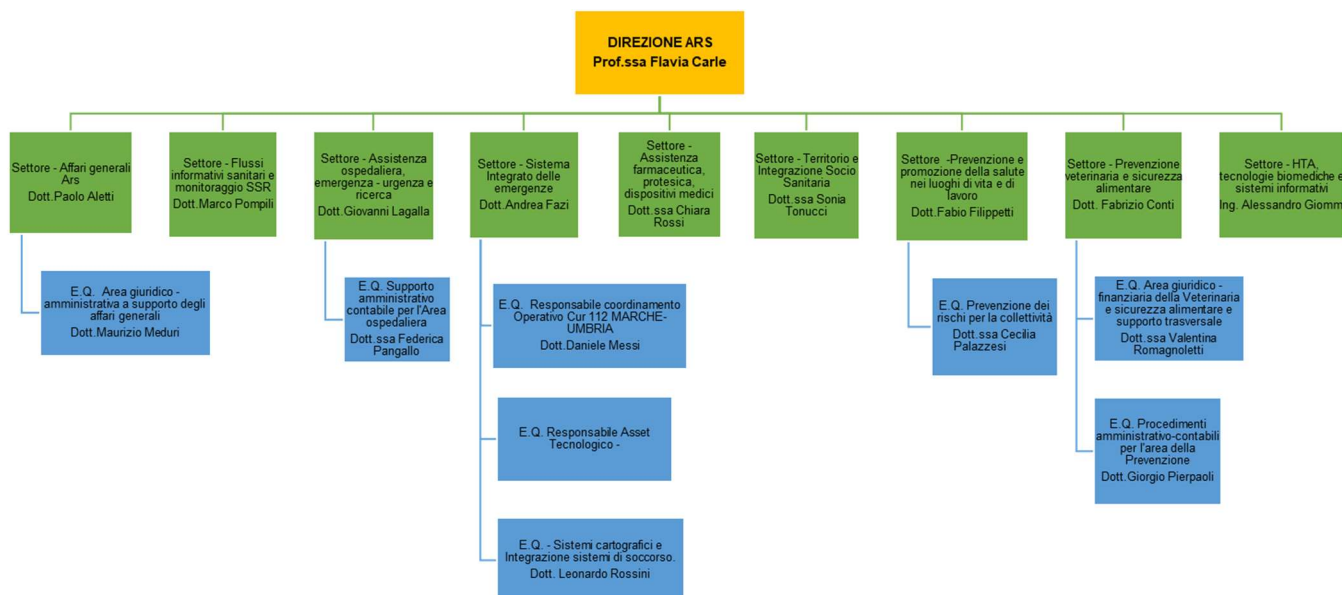 DIREZIONE ARS
Prof.ssa Flavia Carle
Settore - Affari generali
Ars
Dott.Paolo Aletti
Settore - Flussi
informativi sanitari e
monitoraggio SSR
Dott.Marco Pompili
Settore - Assistenza
ospedaliera,
emergenza - urgenza e
ricerca
Dott.Giovanni Lagalla
Settore - Sistema
Integrato delle
emergenze
Dott.Andrea Fazi
Settore -
Assistenza
farmaceutica,
protesica,
dispositivi medici
Dott.ssa Chiara
Rossi
Settore - Territorio e
Integrazione Socio
Sanitaria
Dott.ssa Sonia
Tonucci
Settore -Prevenzione e
promozione della salute
nei luoghi di vita e di
lavoro
Dott.Fabio Filippetti
Settore - Prevenzione
veterinaria e sicurezza
alimentare
Dott. Fabrizio Conti
Settore - HTA,
tecnologie biomediche e
sistemi informativi
Ing. Alessandro Giommi
E.Q. Area giuridico -
amministrativa a supporto degli
affari generali
Dott.Maurizio Meduri
E.Q. Supporto
amministrativo
contabile per l'Area
ospedaliera
Dott.ssa Federica
Pangallo
E.Q. Responsabile coordinamento
Operativo Cur 112 MARCHE-
UMBRIA
Dott.Daniele Messi
E.Q. Responsabile Asset
Tecnologico -
E.Q. - Sistemi cartografici e
Integrazione sistemi di soccorso.
Dott. Leonardo Rossini
E.Q. Prevenzione dei
rischi per la collettività
Dott.ssa Cecilia
Palazzesi
E.Q. Area giuridico -
finanziaria della Veterinaria
e sicurezza alimentare e
supporto trasversale
Dott.ssa Valentina
Romagnoletti
E.Q. Procedimenti
amministrativo-contabili
per l'area della
Prevenzione
Dott.Giorgio Pierpaoli